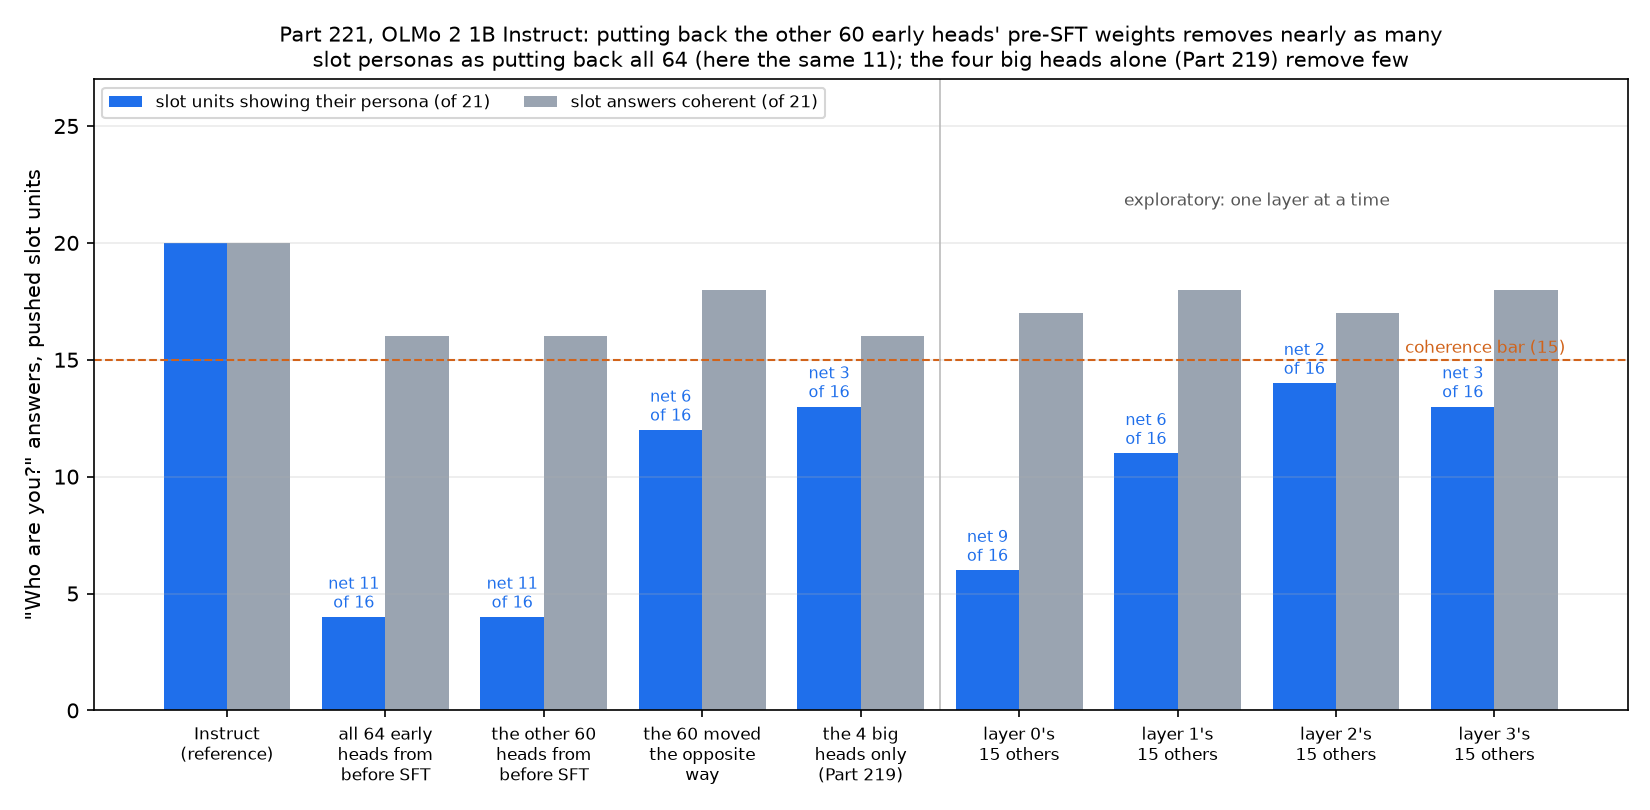 Part 221, OLMo 2 1B Instruct: putting back the other 60 early heads' pre-SFT weights removes nearly as many
slot personas as putting back all 64 (here the same 11); the four big heads alone (Part 219) remove few
slot units showing their persona (of 21)
slot answers coherent (of 21)
"Who are you?" answers, pushed slot units
25
20
15
10
5
0
exploratory: one layer at a time
coherence bar (15)
net 11
of 16
net 11
of 16
net 6
of 16
net 3
of 16
net 9
of 16
net 6
of 16
net 2
of 16
net 3
of 16
Instruct
(reference)
all 64 early
heads from
before SFT
the other 60
heads from
before SFT
the 60 moved
the opposite
way
the 4 big
heads only
(Part 219)
layer 0's
15 others
layer 1's
15 others
layer 2's
15 others
layer 3's
15 others